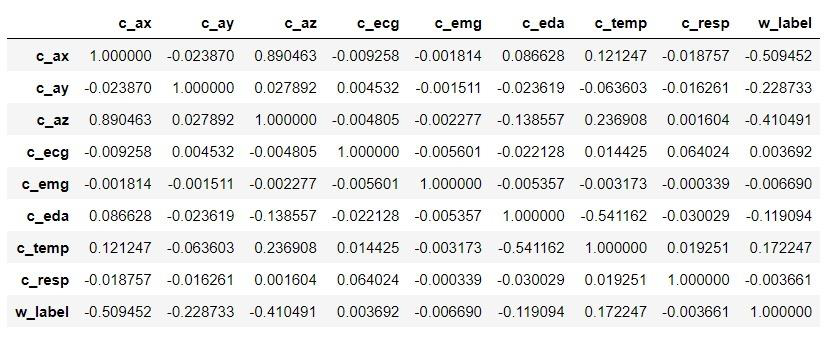 c_ax c_ay c_az c_ecg c_emg c_eda c_temp c_resp w_label
c_ax 1.000000 -0.023870 0.890463 -0.009258 -0.001814 0.086628 0.121247 -0.018757 -0.509452
c_ay -0.023870 1.000000 0.027892 0.004532 -0.001511 -0.023619 -0.063603 -0.016261 -0.228733
c_az 0.890463 0.027892 1.000000 -0.004805 -0.002277 -0.138557 0.236908 0.001604 -0.410491
c_ecg -0.009258 0.004532 -0.004805 1.000000 -0.005601 -0.022128 0.014425 0.064024 0.003692
c_emg -0.001814 -0.001511 -0.002277 -0.005601 1.000000 -0.005357 -0.003173 -0.000339 -0.006690
c_eda 0.086628 -0.023619 -0.138557 -0.022128 -0.005357 1.000000 -0.541162 -0.030029 -0.119094
c_temp 0.121247 -0.063603 0.236908 0.014425 -0.003173 -0.541162 1.000000 0.019251 0.172247
c_resp -0.018757 -0.016261 0.001604 0.064024 -0.000339 -0.030029 0.019251 1.000000 -0.003661
w_label -0.509452 -0.228733 -0.410491 0.003692 -0.006690 -0.119094 0.172247 -0.003661 1.000000